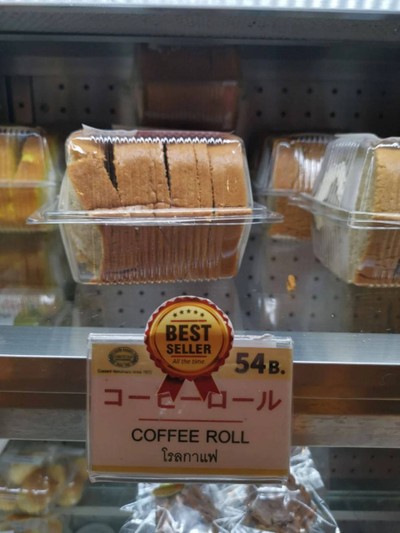 BEST
SELLER
All the time
54B.
コーヒーロール
COFFEE ROLL
โรลกาแฟ